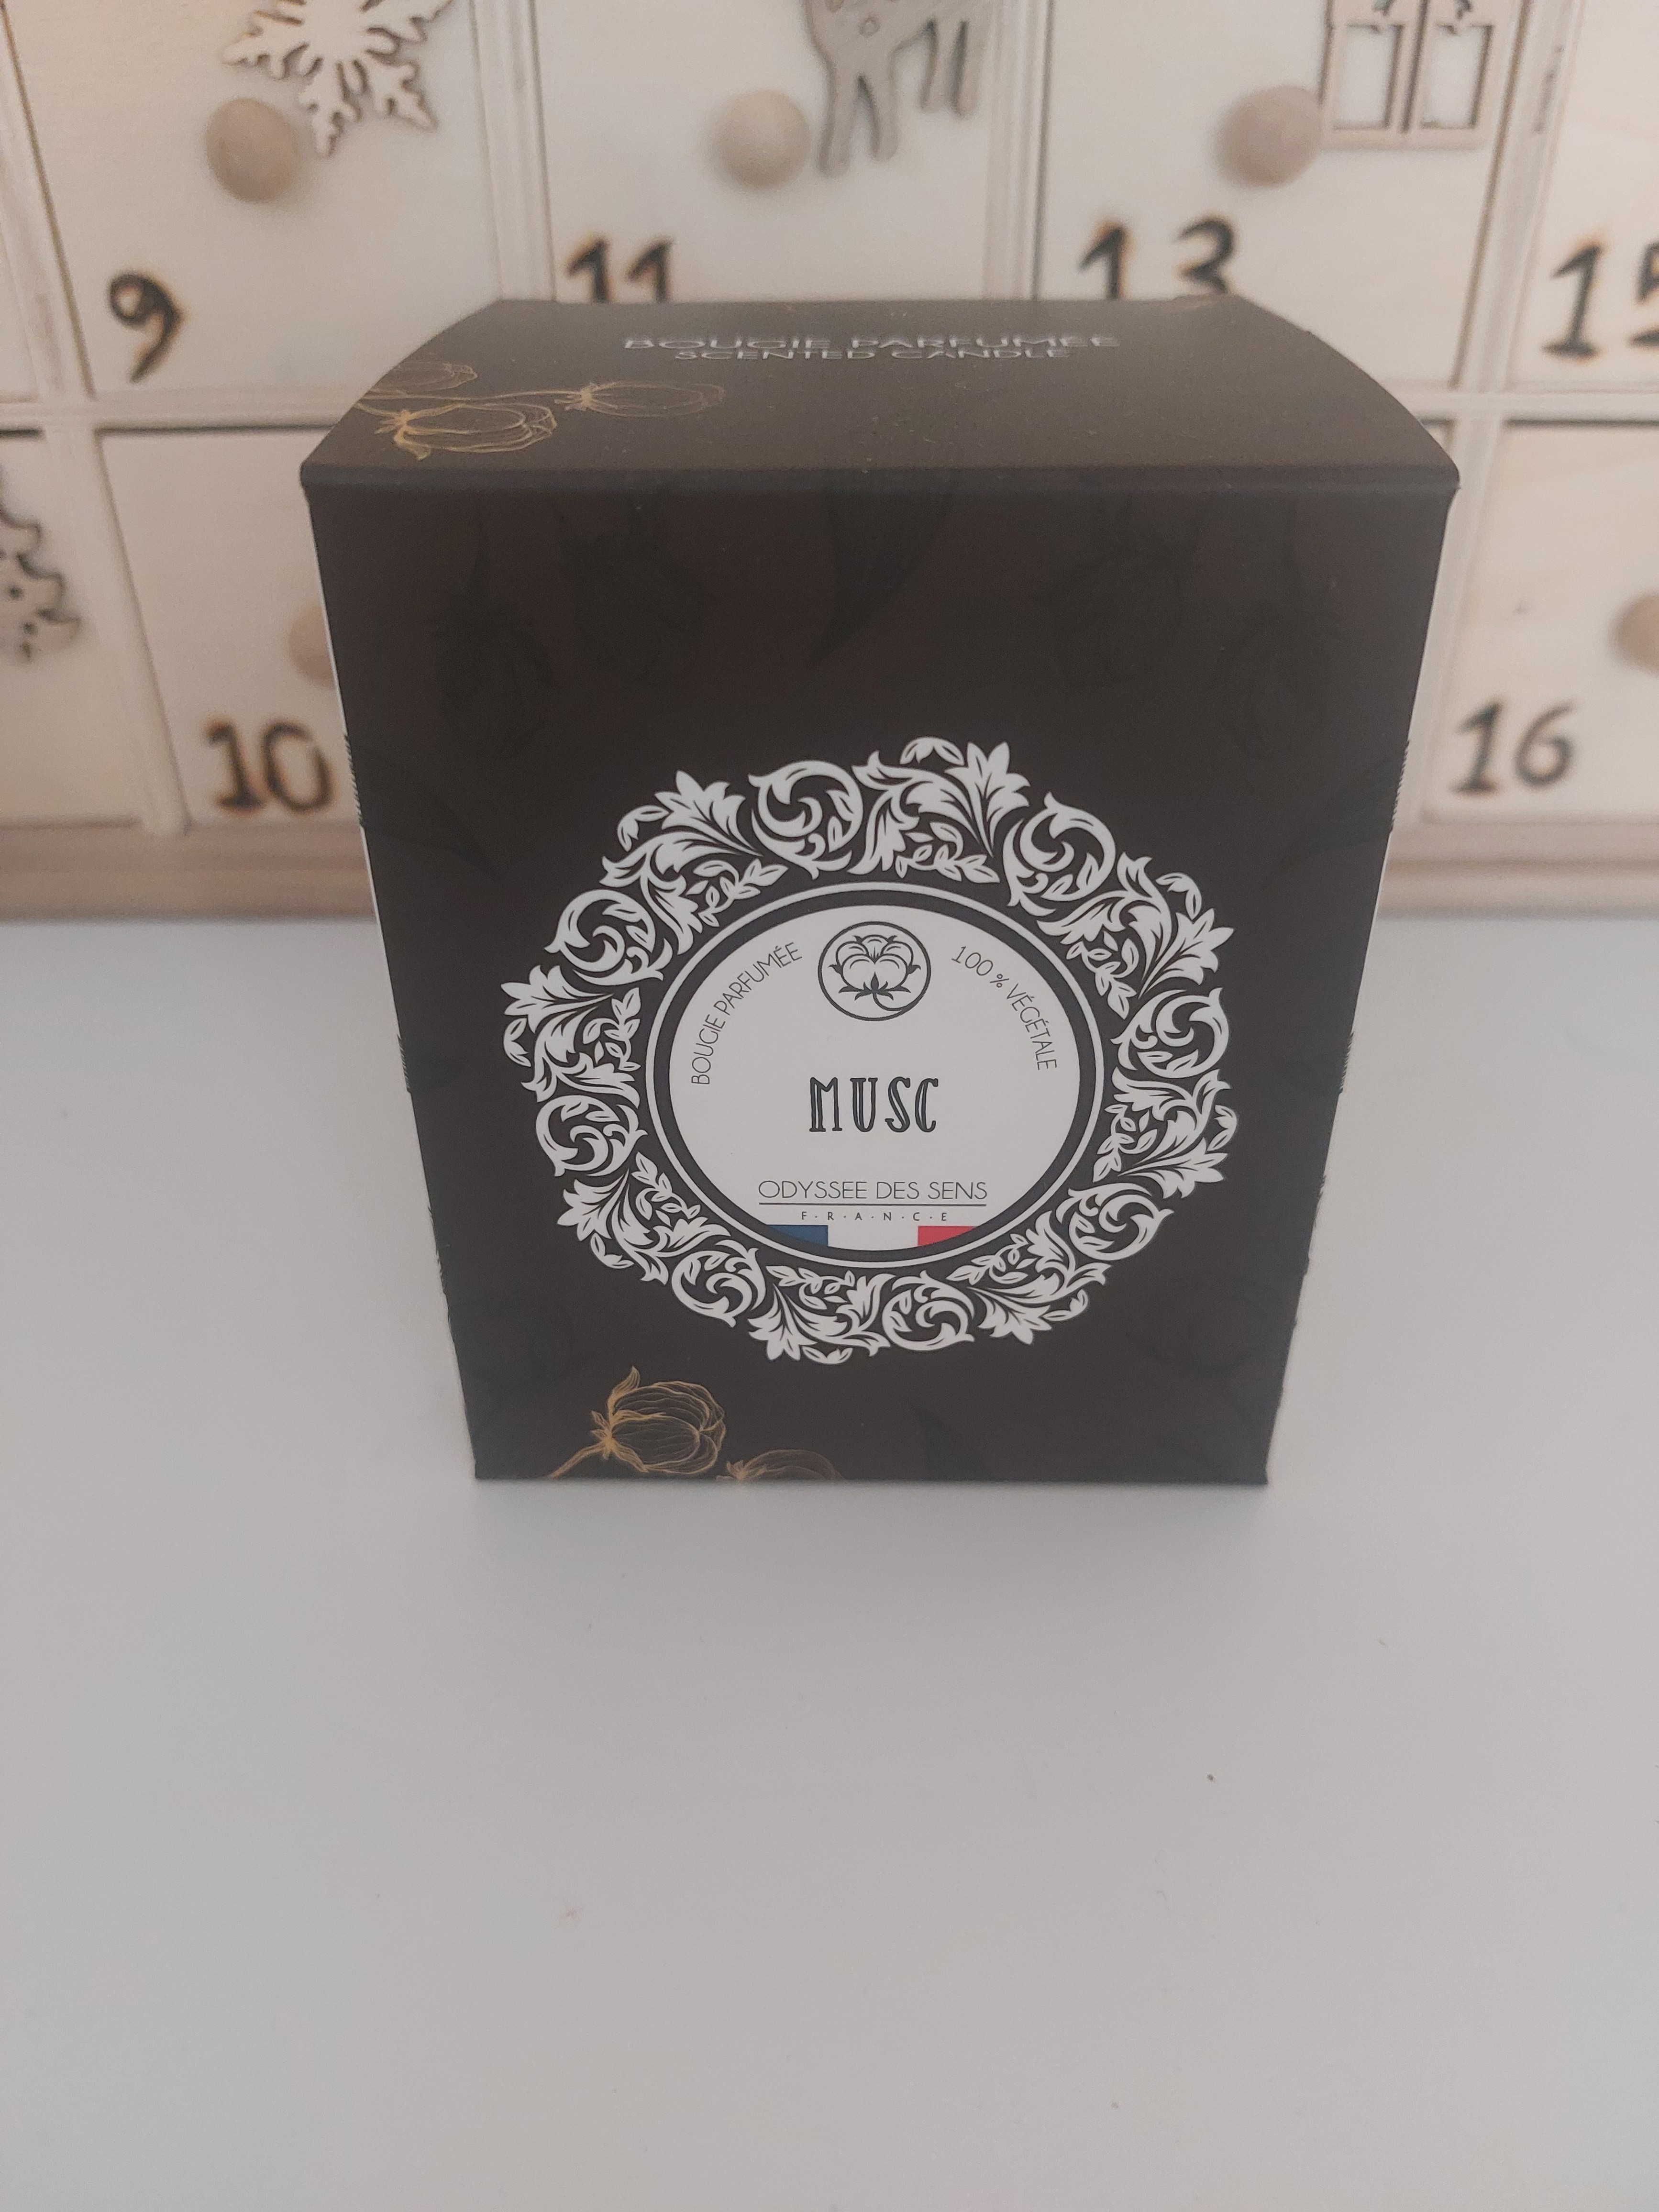 9
11
13
15
10
16
BOUGIE PARFUMÉE
SCENTED CANDLE
BOUGIE PARFUMÉE
100 % VÉGÉTALE
MUSC
ODYSSEE DES SENS
F·R·A·N·C·E